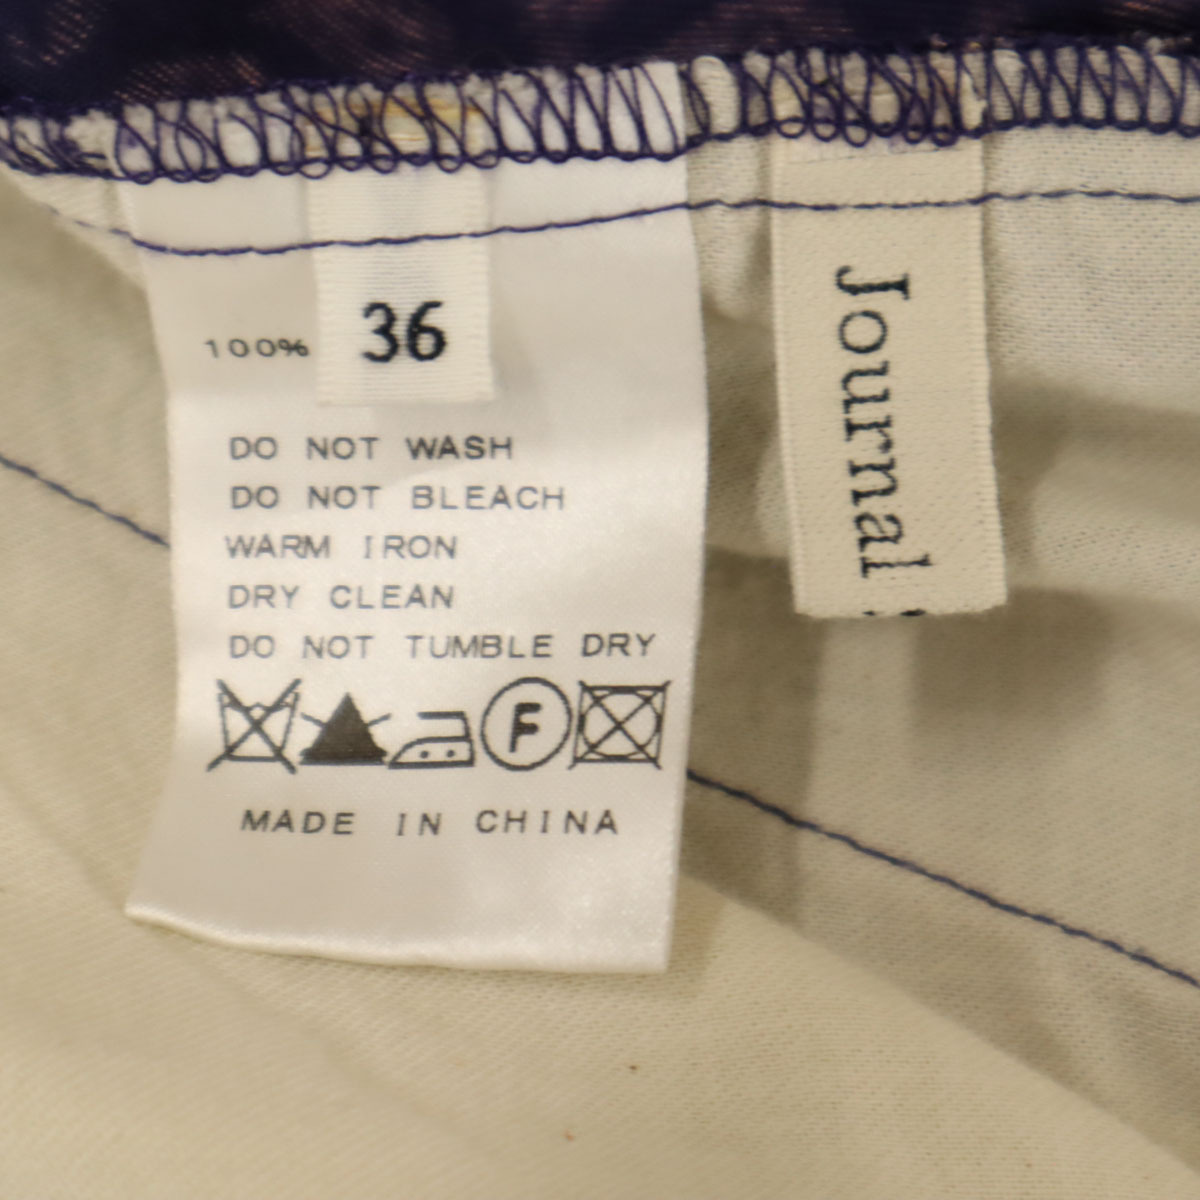 36
100%
DO NOT WASH
DO NOT BLEACH
WARM IRON
DRY CLEAN
DO NOT TUMBLE DRY
F
MADE IN CHINA
Journal